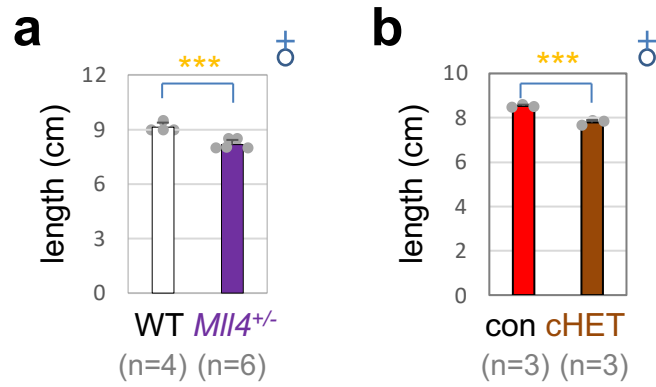 a
***
♀
length (cm)
12
9
6
3
0
WT Mll4+/-
(n=4) (n=6)
b
***
♀
length (cm)
10
8
6
4
2
0
con cHET
(n=3) (n=3)